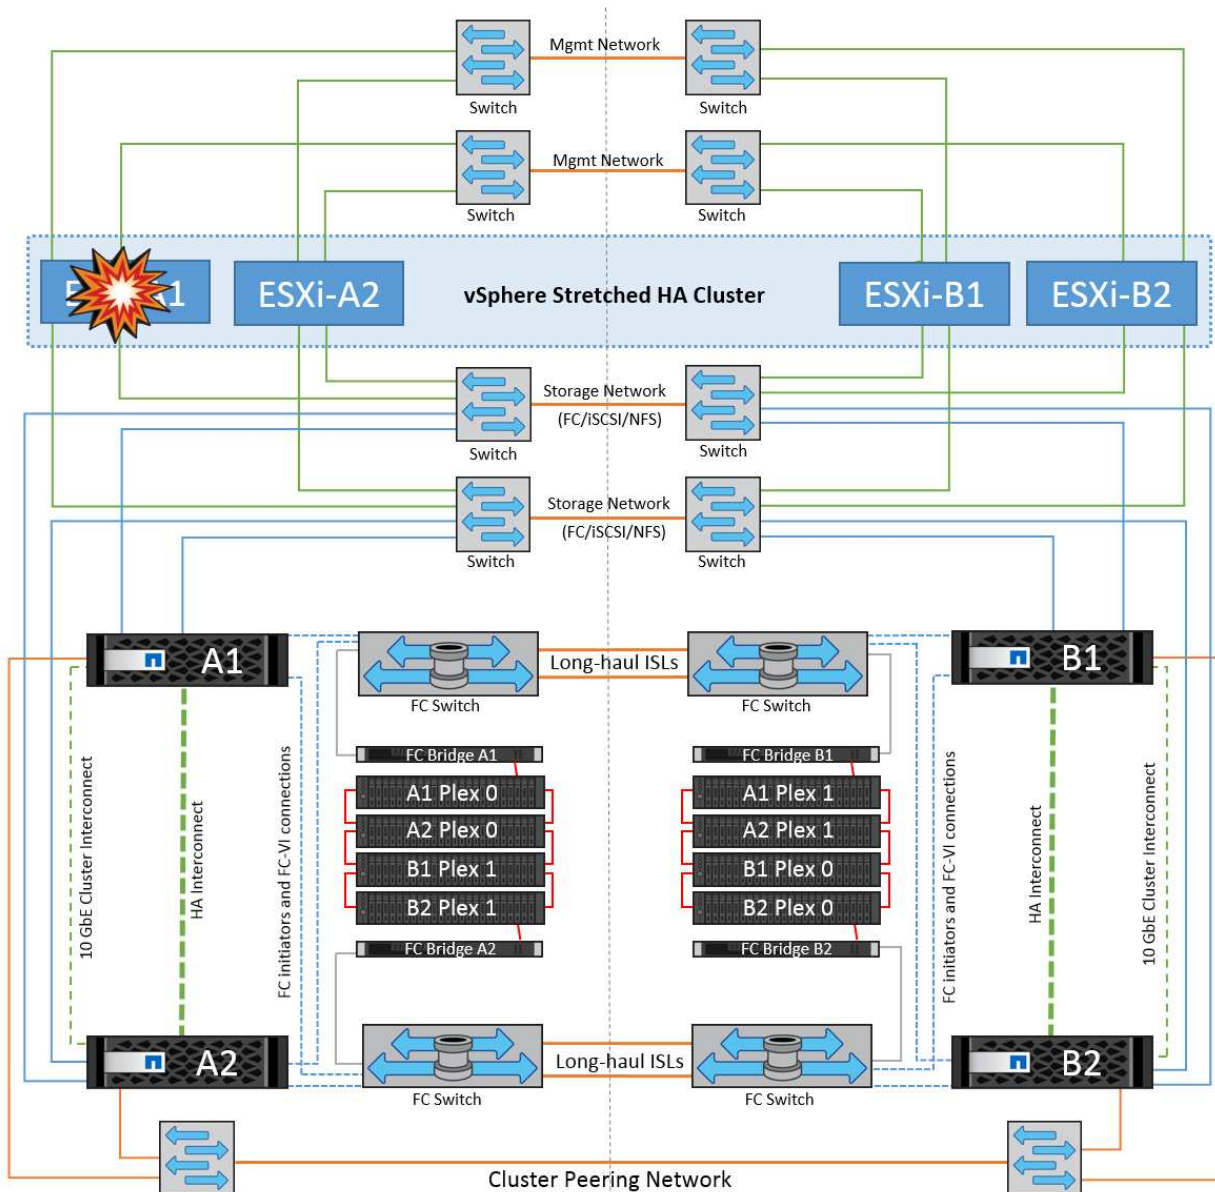 Mgmt Network
Switch
Switch
Mgmt Network
Switch
Switch
ESXi-A2
vSphere Stretched HA Cluster
ESXi-B1
ESXi-B2
Storage Network
(FC/iSCSI/NFS)
Switch
Switch
Storage Network
(FC/iSCSI/NFS)
Switch
Switch
A1
Long-haul ISLs
B1
FC Switch
FC Switch
10 GbE Cluster Interconnect
HA Interconnect
FC initiators and FC-VI connections
FC Bridge A1
A1 Plex 0
A2 Plex 0
B1 Plex 1
B2 Plex 1
FC Bridge A2
FC Bridge B1
A1 Plex 1
A2 Plex 1
B1 Plex 0
B2 Plex 0
FC Bridge B2
FC initiators and FC-VI connections
HA Interconnect
10 GbE Cluster Interconnect
A2
Long-haul ISLs
B2
FC Switch
FC Switch
Cluster Peering Network